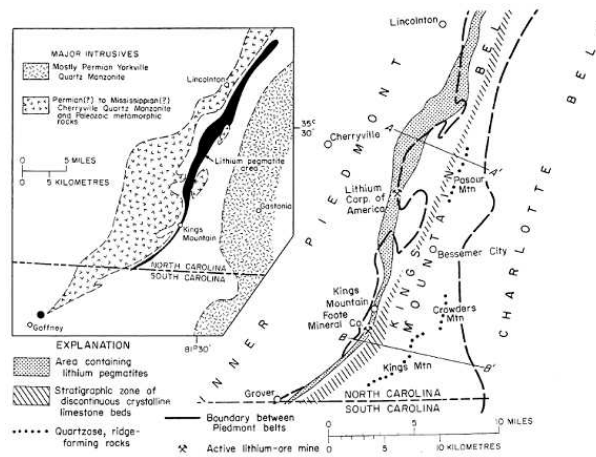 MAJOR INTRUSIVES
Mostly Permian Yorkville
Quartz Monzonite
Permian(?) to Mississippian(?)
Cherryville Quartz Monzonite
and Paleozoic metamorphic
rocks
0 5 MILES
0 5 KILOMETRES
Lincolnton
35°
30'
Lithium pegmatite
area
Gastonia
Kings
Mountain
NORTH CAROLINA
SOUTH CAROLINA
Gaffney
81°30'
EXPLANATION
Area containing
lithium pegmatites
Stratigraphic zone of
discontinuous crystalline
limestone beds
Quartzose, ridge-
forming rocks
Boundary between
Piedmont belts
Active lithium-ore mine
INNER PIEDMONT
KINGS MOUNTAIN BELT
CHARLOTTE BELT
Lincolnton
Cherryville
A
A'
Pasour
Mtn
Lithium Corp. of
America
Bessemer City
Kings
Mountain
Foote
Mineral Co.
Crowders
Mtn
B
B'
Kings Mtn
Grover
NORTH CAROLINA
SOUTH CAROLINA
0 5 10 MILES
0 5 10 KILOMETRES